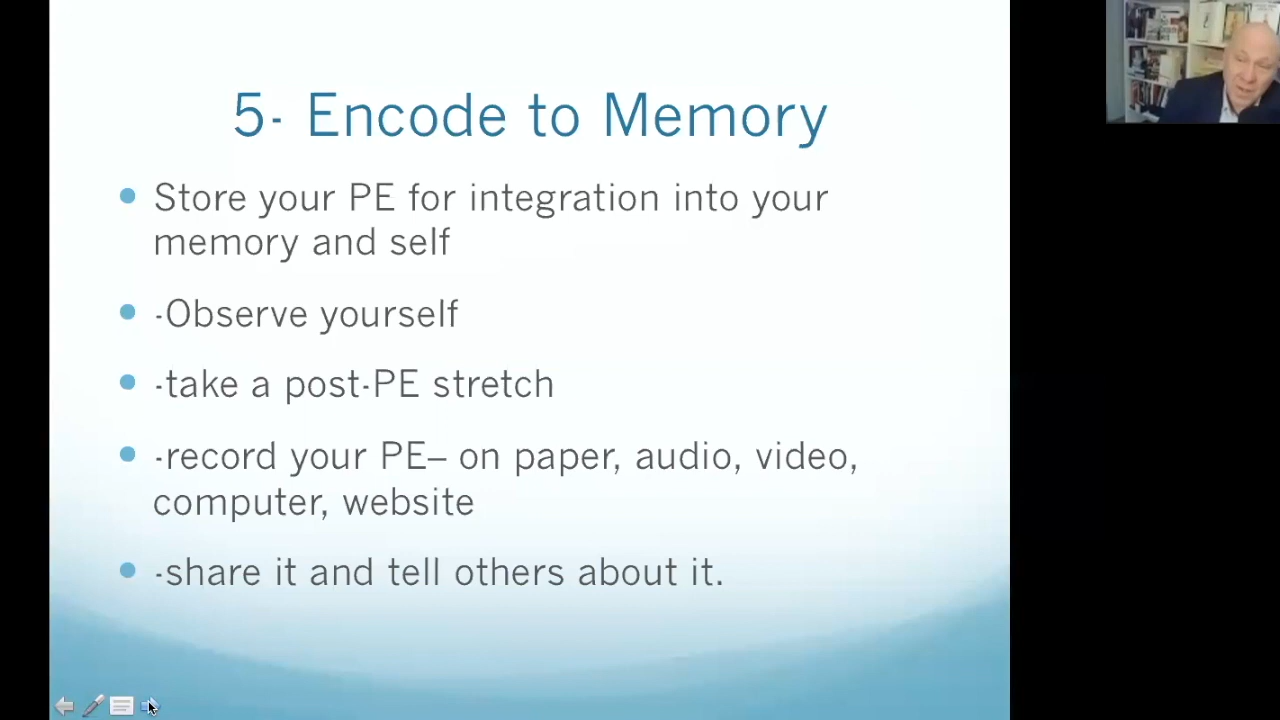 5- Encode to Memory
Store your PE for integration into your
memory and self
-Observe yourself
-take a post-PE stretch
-record your PE– on paper, audio, video,
computer, website
-share it and tell others about it.